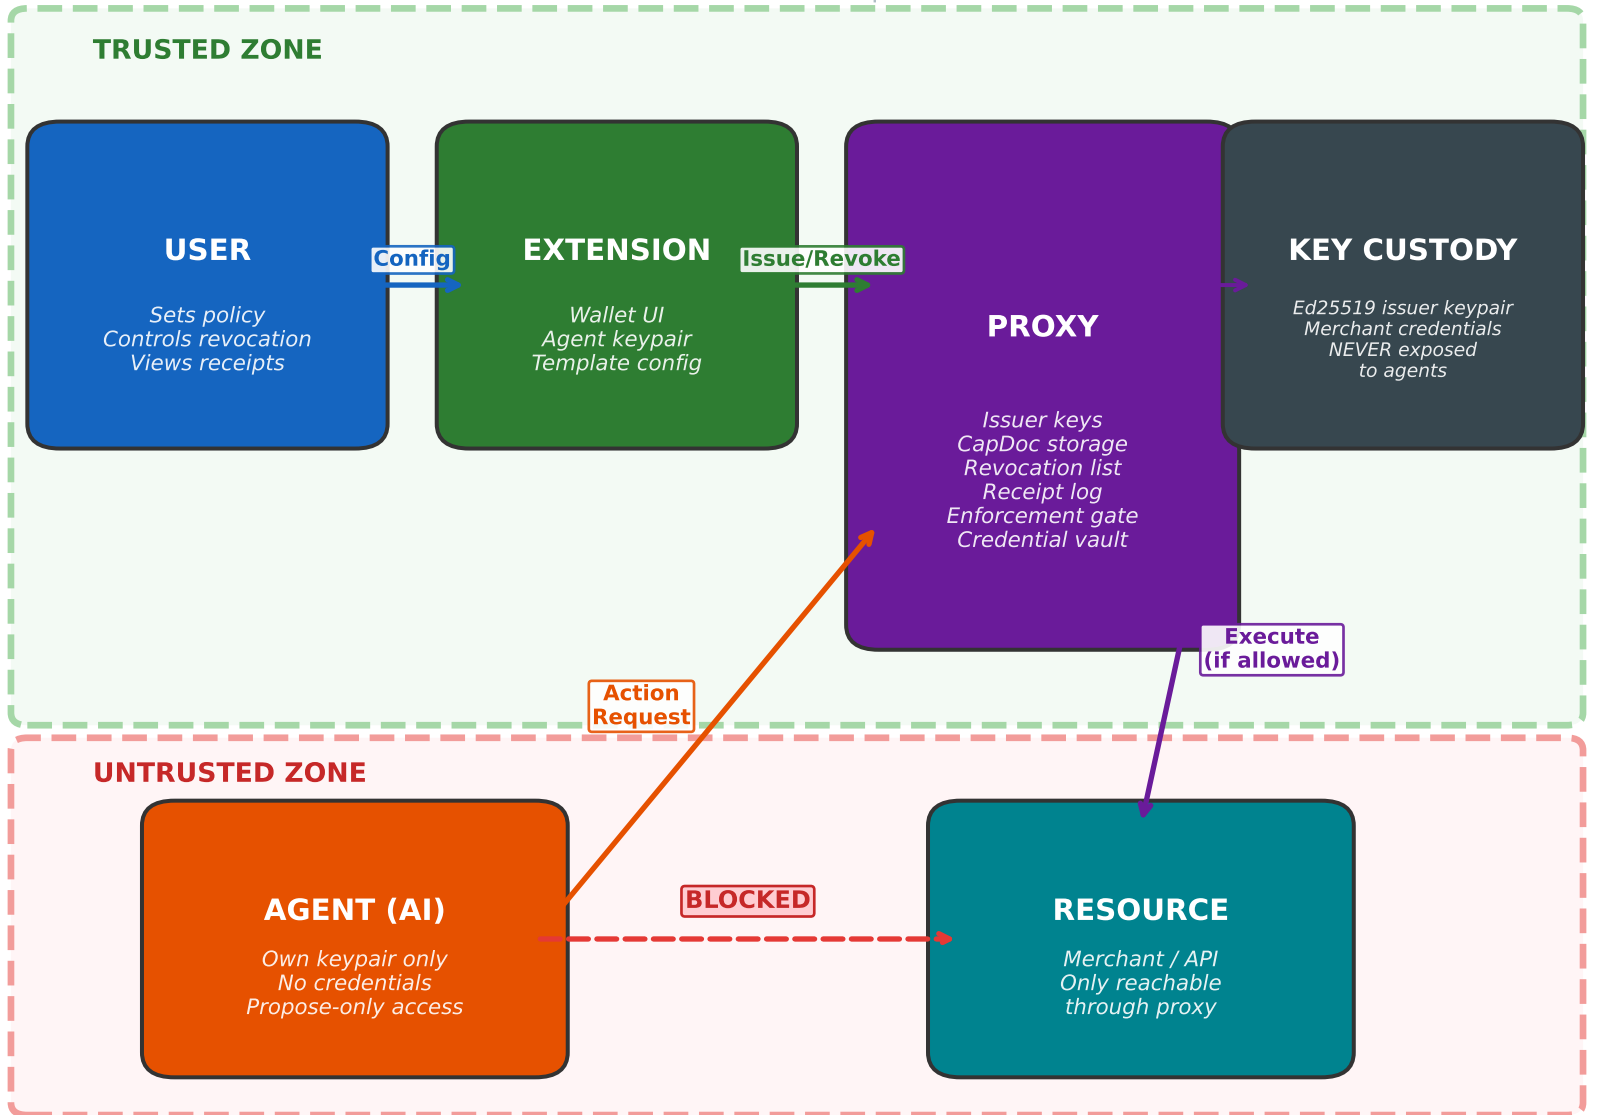 TRUSTED ZONE
USER
Sets policy
Controls revocation
Views receipts
Config
EXTENSION
Wallet UI
Agent keypair
Template config
Issue/Revoke
PROXY
Issuer keys
CapDoc storage
Revocation list
Receipt log
Enforcement gate
Credential vault
KEY CUSTODY
Ed25519 issuer keypair
Merchant credentials
NEVER exposed
to agents
Execute
(if allowed)
Action
Request
UNTRUSTED ZONE
AGENT (AI)
Own keypair only
No credentials
Propose-only access
BLOCKED
RESOURCE
Merchant / API
Only reachable
through proxy